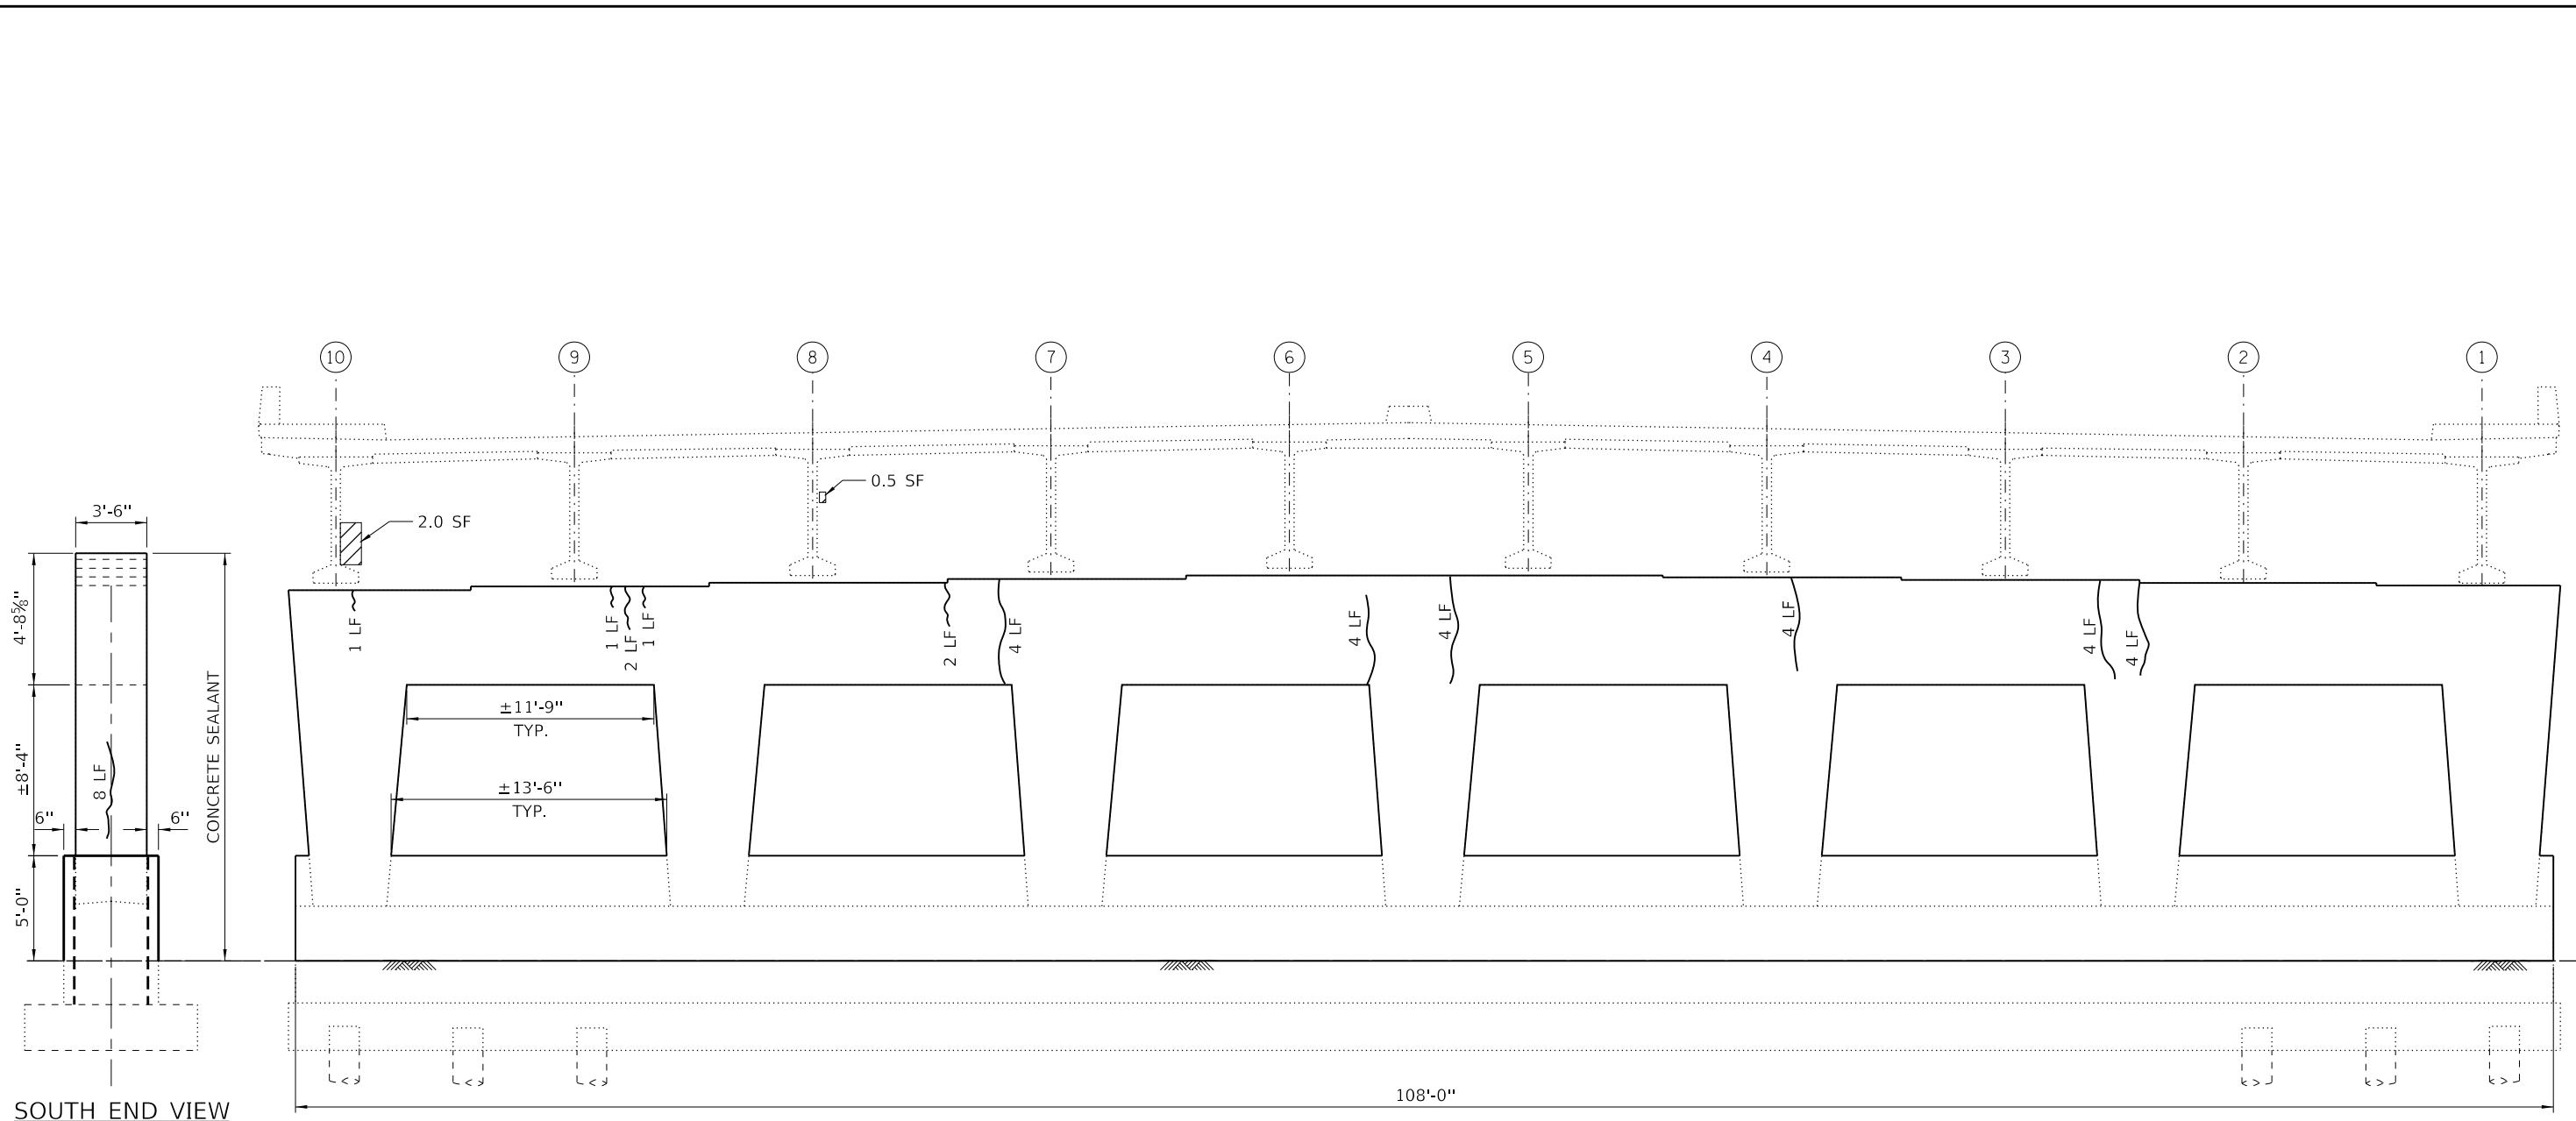 10 9 8 7 6 5 4 3 2 1
0.5 SF
2.0 SF
3'-6"
4'-8⅝"
±8'-4"
5'-0"
6"
6"
8 LF
CONCRETE SEALANT
1 LF
1 LF
2 LF
1 LF
2 LF
4 LF
4 LF
4 LF
4 LF
4 LF
4 LF
±11'-9"
TYP.
±13'-6"
TYP.
108'-0"
SOUTH END VIEW